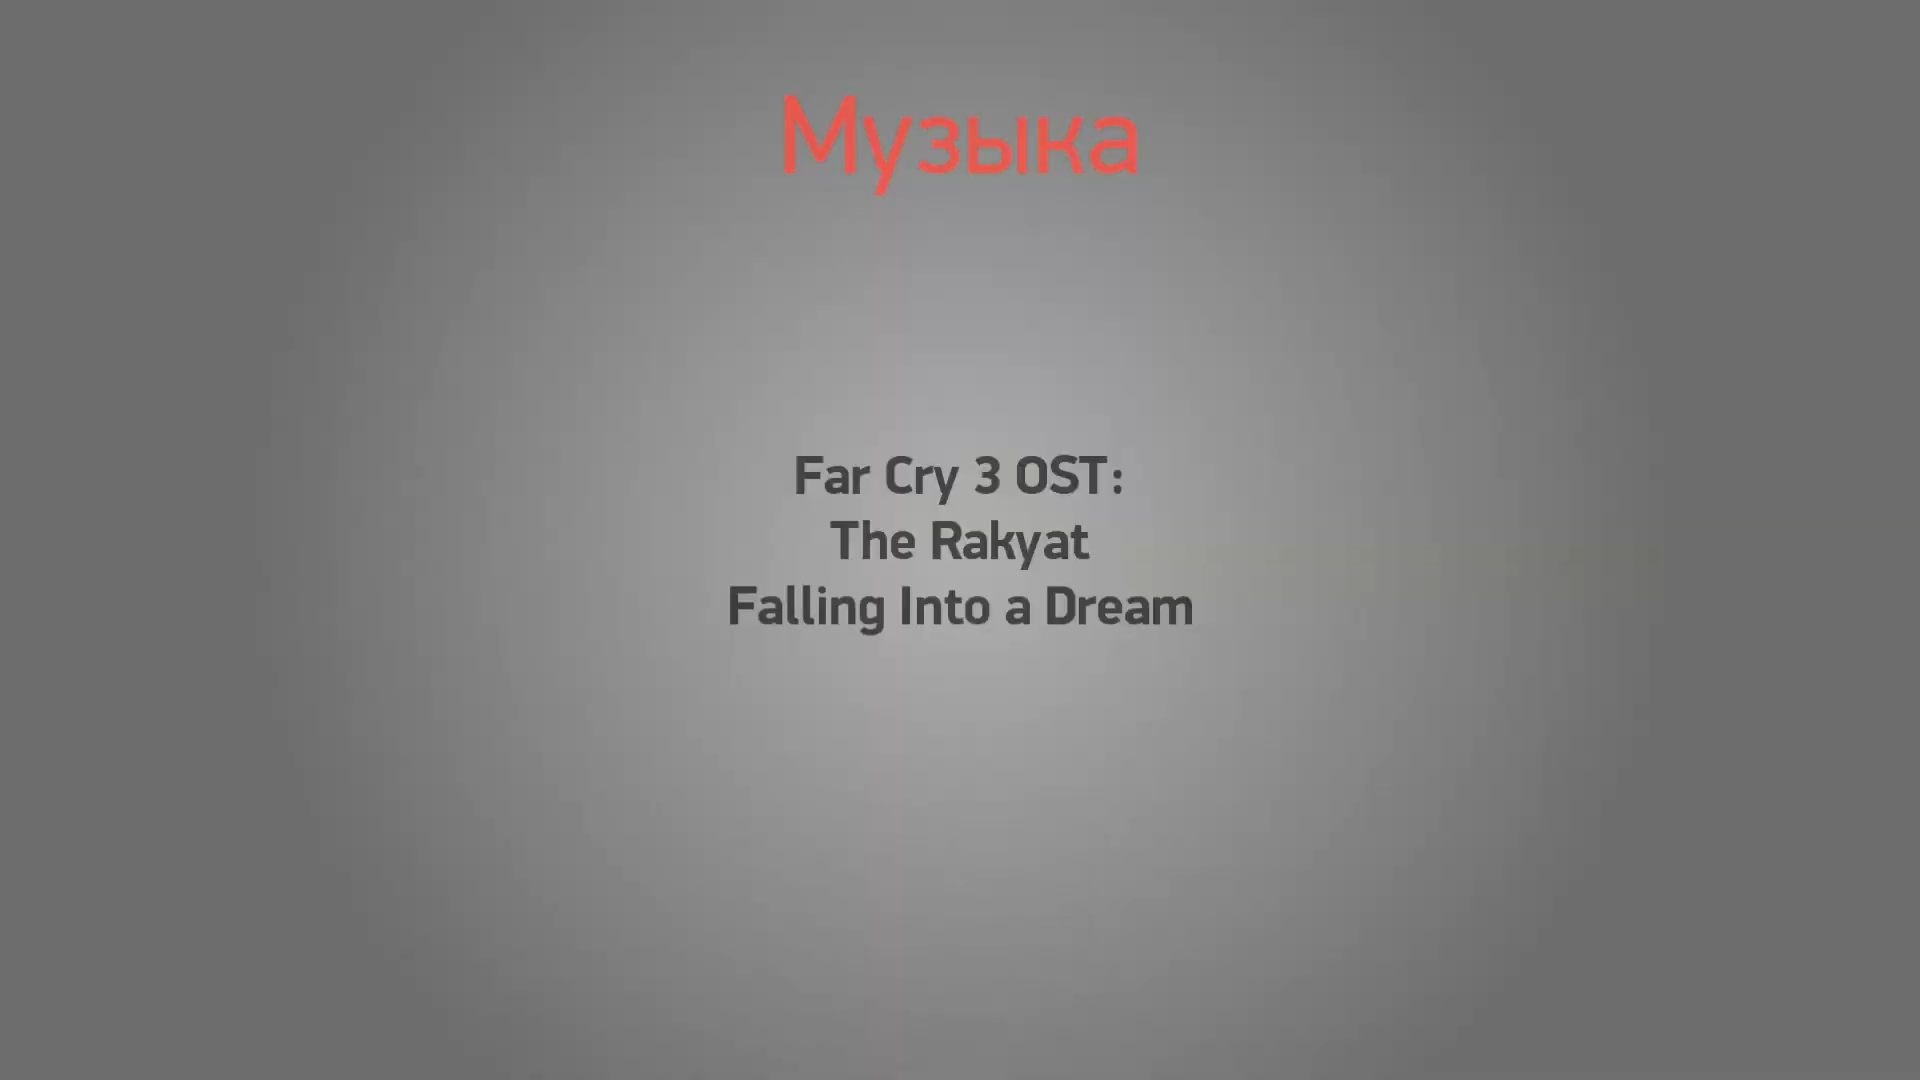 Музыка
Far Cry 3 OST:
The Rakyat
Falling Into a Dream